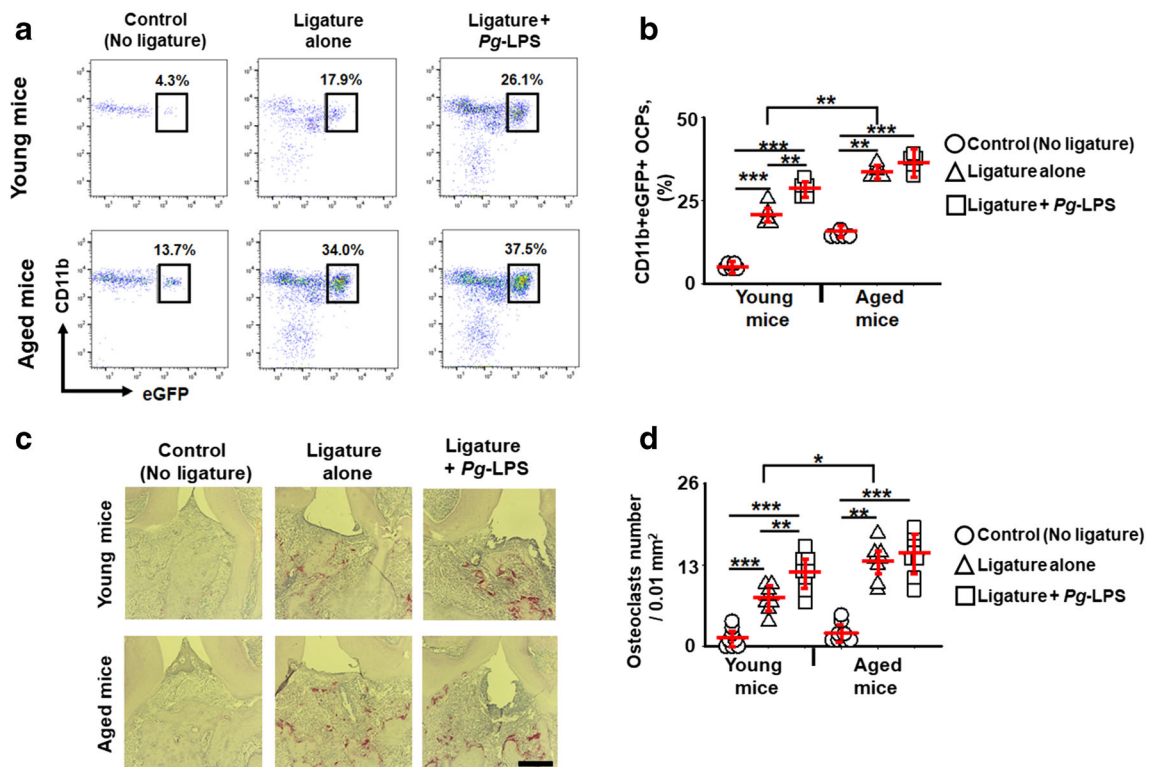 a
Control
(No ligature)
Ligature
alone
Ligature +
Pg-LPS
Young mice
4.3%
17.9%
26.1%
Aged mice
13.7%
34.0%
37.5%
CD11b
eGFP
b
CD11b+eGFP+ OCPs,
(%)
50
25
0
**
***
**
***
***
**
Young
mice
Aged
mice
Control (No ligature)
Ligature alone
Ligature + Pg-LPS
c
Control
(No ligature)
Ligature
alone
Ligature
+ Pg-LPS
Young mice
Aged mice
d
Osteoclasts number
/ 0.01 mm²
26
13
0
*
***
**
***
***
**
Young
mice
Aged
mice
Control (No ligature)
Ligature alone
Ligature + Pg-LPS